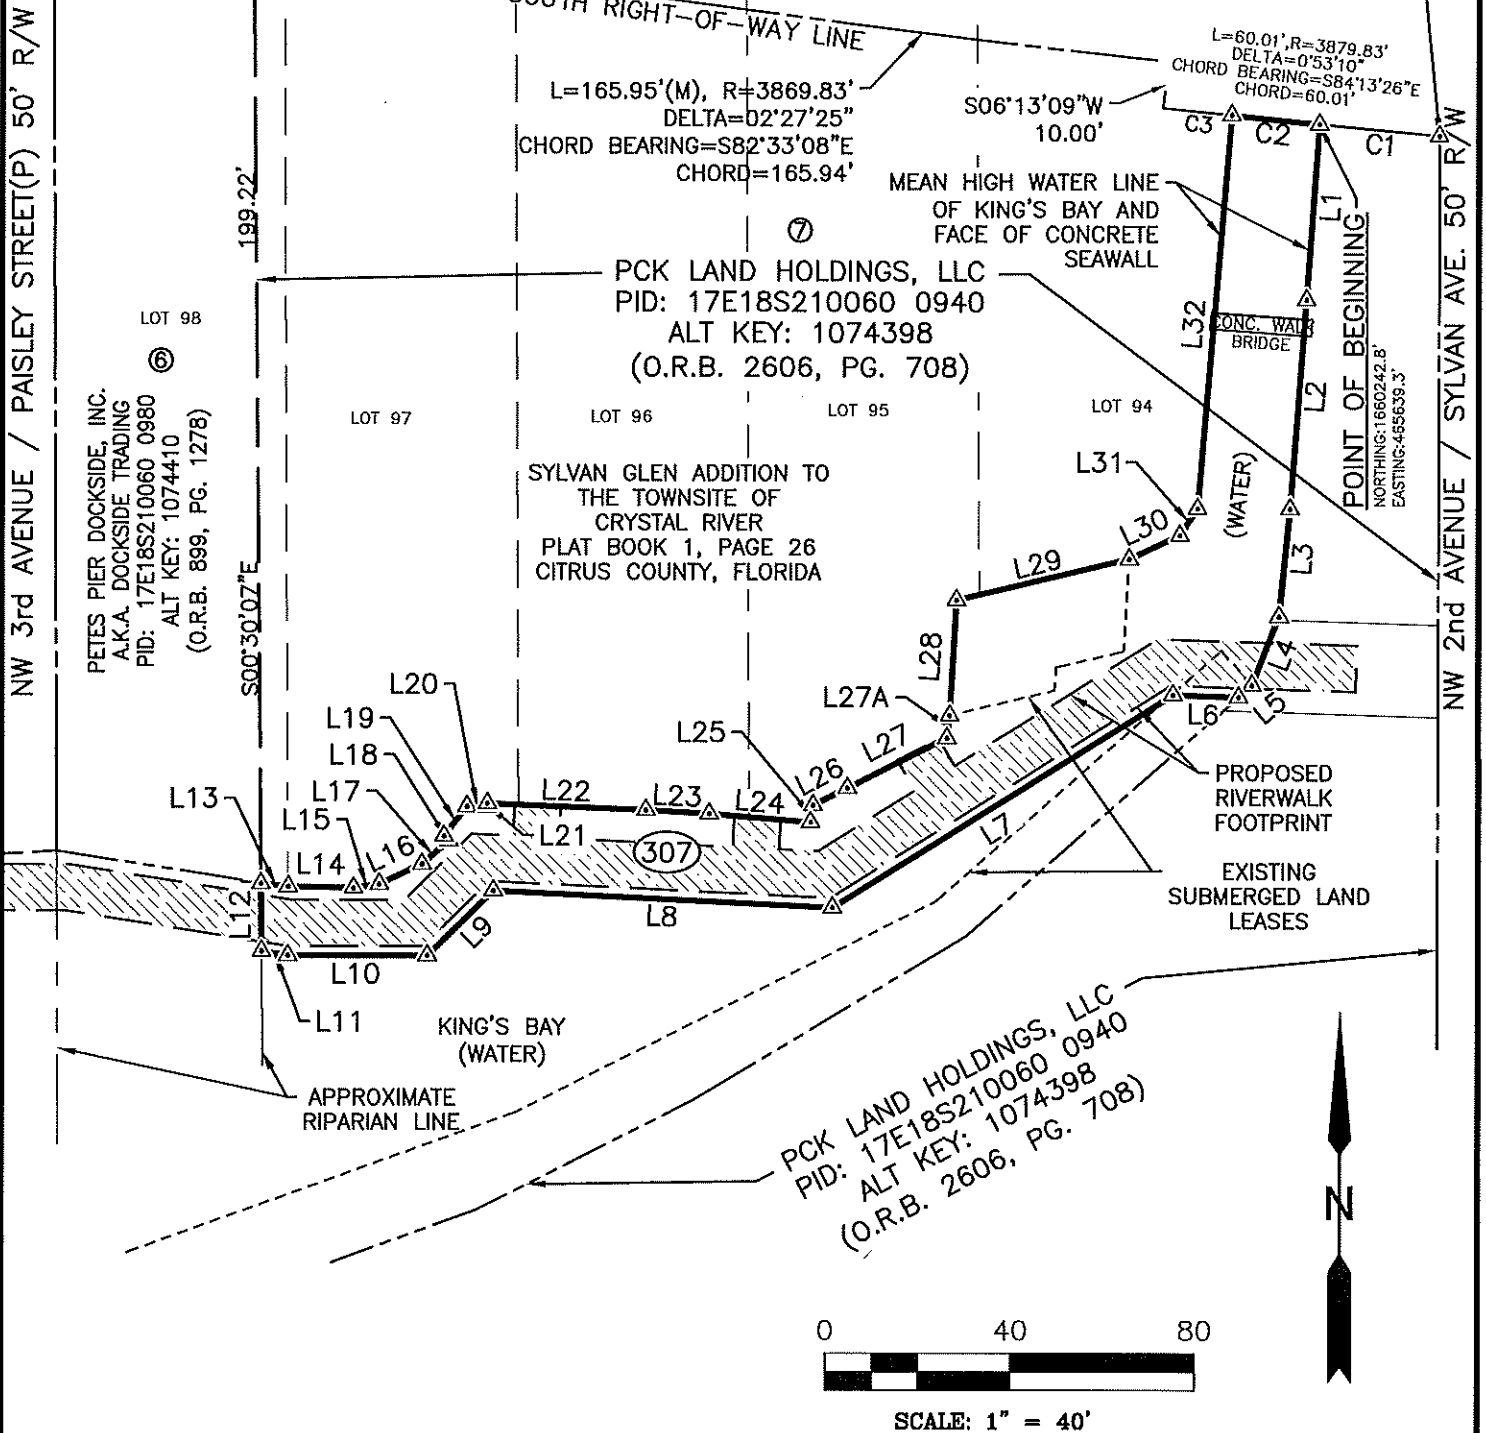 SOUTH RIGHT-OF-WAY LINE
L=165.95'(M), R=3869.83'
DELTA=02°27'25"
CHORD BEARING=S82°33'08"E
CHORD=165.94'
L=60.01',R=3879.83'
DELTA=0°53'10"
CHORD BEARING=S84°13'26"E
CHORD=60.01'
S06°13'09"W
10.00'
C3
C2
C1
NW 3rd AVENUE / PAISLEY STREET(P) 50' R/W
199.22'
S00°30'07"E
MEAN HIGH WATER LINE
OF KING'S BAY AND
FACE OF CONCRETE
SEAWALL
7
PCK LAND HOLDINGS, LLC
PID: 17E18S210060 0940
ALT KEY: 1074398
(O.R.B. 2606, PG. 708)
LOT 98
6
PETES PIER DOCKSIDE, INC.
A.K.A. DOCKSIDE TRADING
PID: 17E18S210060 0980
ALT KEY: 1074410
(O.R.B. 899, PG. 1278)
LOT 97
LOT 96
LOT 95
LOT 94
SYLVAN GLEN ADDITION TO
THE TOWNSITE OF
CRYSTAL RIVER
PLAT BOOK 1, PAGE 26
CITRUS COUNTY, FLORIDA
L1
L32
CONC. WALK
BRIDGE
L2
POINT OF BEGINNING
NORTHING:1660242.8'
EASTING:465639.3'
NW 2nd AVENUE / SYLVAN AVE. 50' R/W
L31
L30
(WATER)
L29
L3
L28
L4
L27A
L5
L6
L20
L19
L18
L17
L15
L13
L14
L16
L25
L26
L27
L22
L23
L24
L21
307
L7
L12
L8
L9
L10
L11
PROPOSED
RIVERWALK
FOOTPRINT
EXISTING
SUBMERGED LAND
LEASES
KING'S BAY
(WATER)
APPROXIMATE
RIPARIAN LINE
PCK LAND HOLDINGS, LLC
PID: 17E18S210060 0940
ALT KEY: 1074398
(O.R.B. 2606, PG. 708)
N
0 40 80
SCALE: 1" = 40'